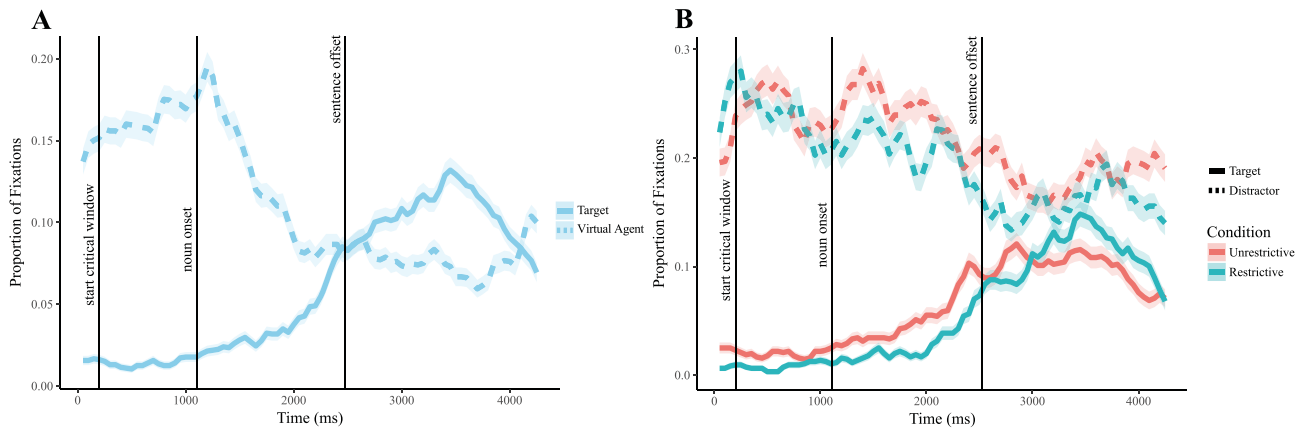 A
Proportion of Fixations
0.20
0.15
0.10
0.05
0.00
start critical window
noun onset
sentence offset
0
1000
2000
3000
4000
Time (ms)
Target
Virtual Agent
B
Proportion of Fixations
0.3
0.2
0.1
0.0
start critical window
noun onset
sentence offset
0
1000
2000
3000
4000
Time (ms)
Target
Distractor
Condition
Unrestrictive
Restrictive